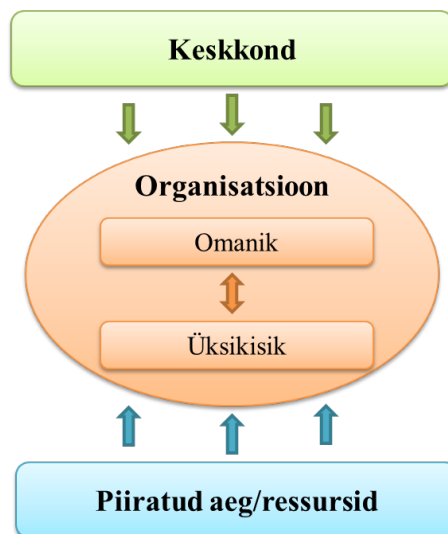 Keskkond
Organisatsioon
Omanik
Üksikisik
Piiratud aeg/ressursid